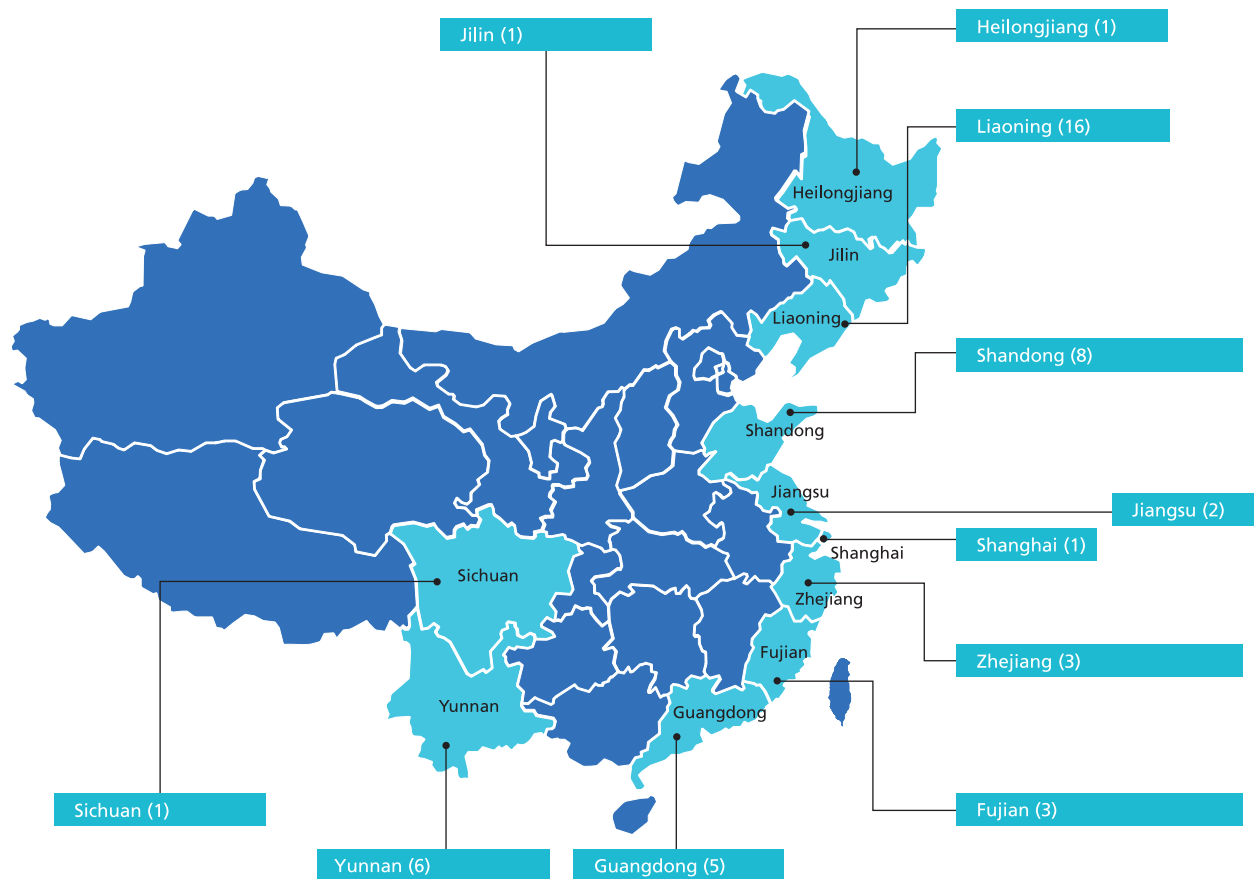 Jilin (1)
Heilongjiang (1)
Liaoning (16)
Heilongjiang
Jilin
Liaoning
Shandong (8)
Shandong
Jiangsu
Jiangsu (2)
Shanghai (1)
Shanghai
Sichuan
Zhejiang
Fujian
Zhejiang (3)
Yunnan
Guangdong
Sichuan (1)
Fujian (3)
Yunnan (6)
Guangdong (5)